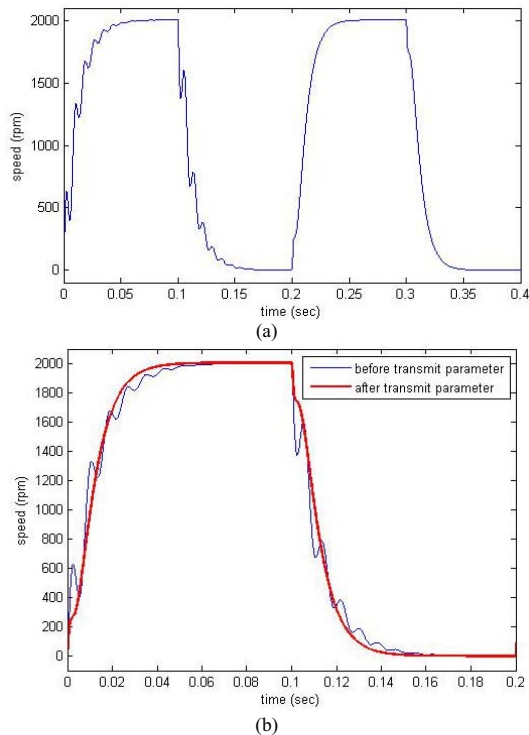 2000
1500
1000
500
0
speed (rpm)
0 0.05 0.1 0.15 0.2 0.25 0.3 0.35 0.4
time (sec)
(a)
2000
1800
1600
1400
1200
1000
800
600
400
200
0
speed (rpm)
before transmit parameter
after transmit parameter
0 0.02 0.04 0.06 0.08 0.1 0.12 0.14 0.16 0.18 0.2
time (sec)
(b)